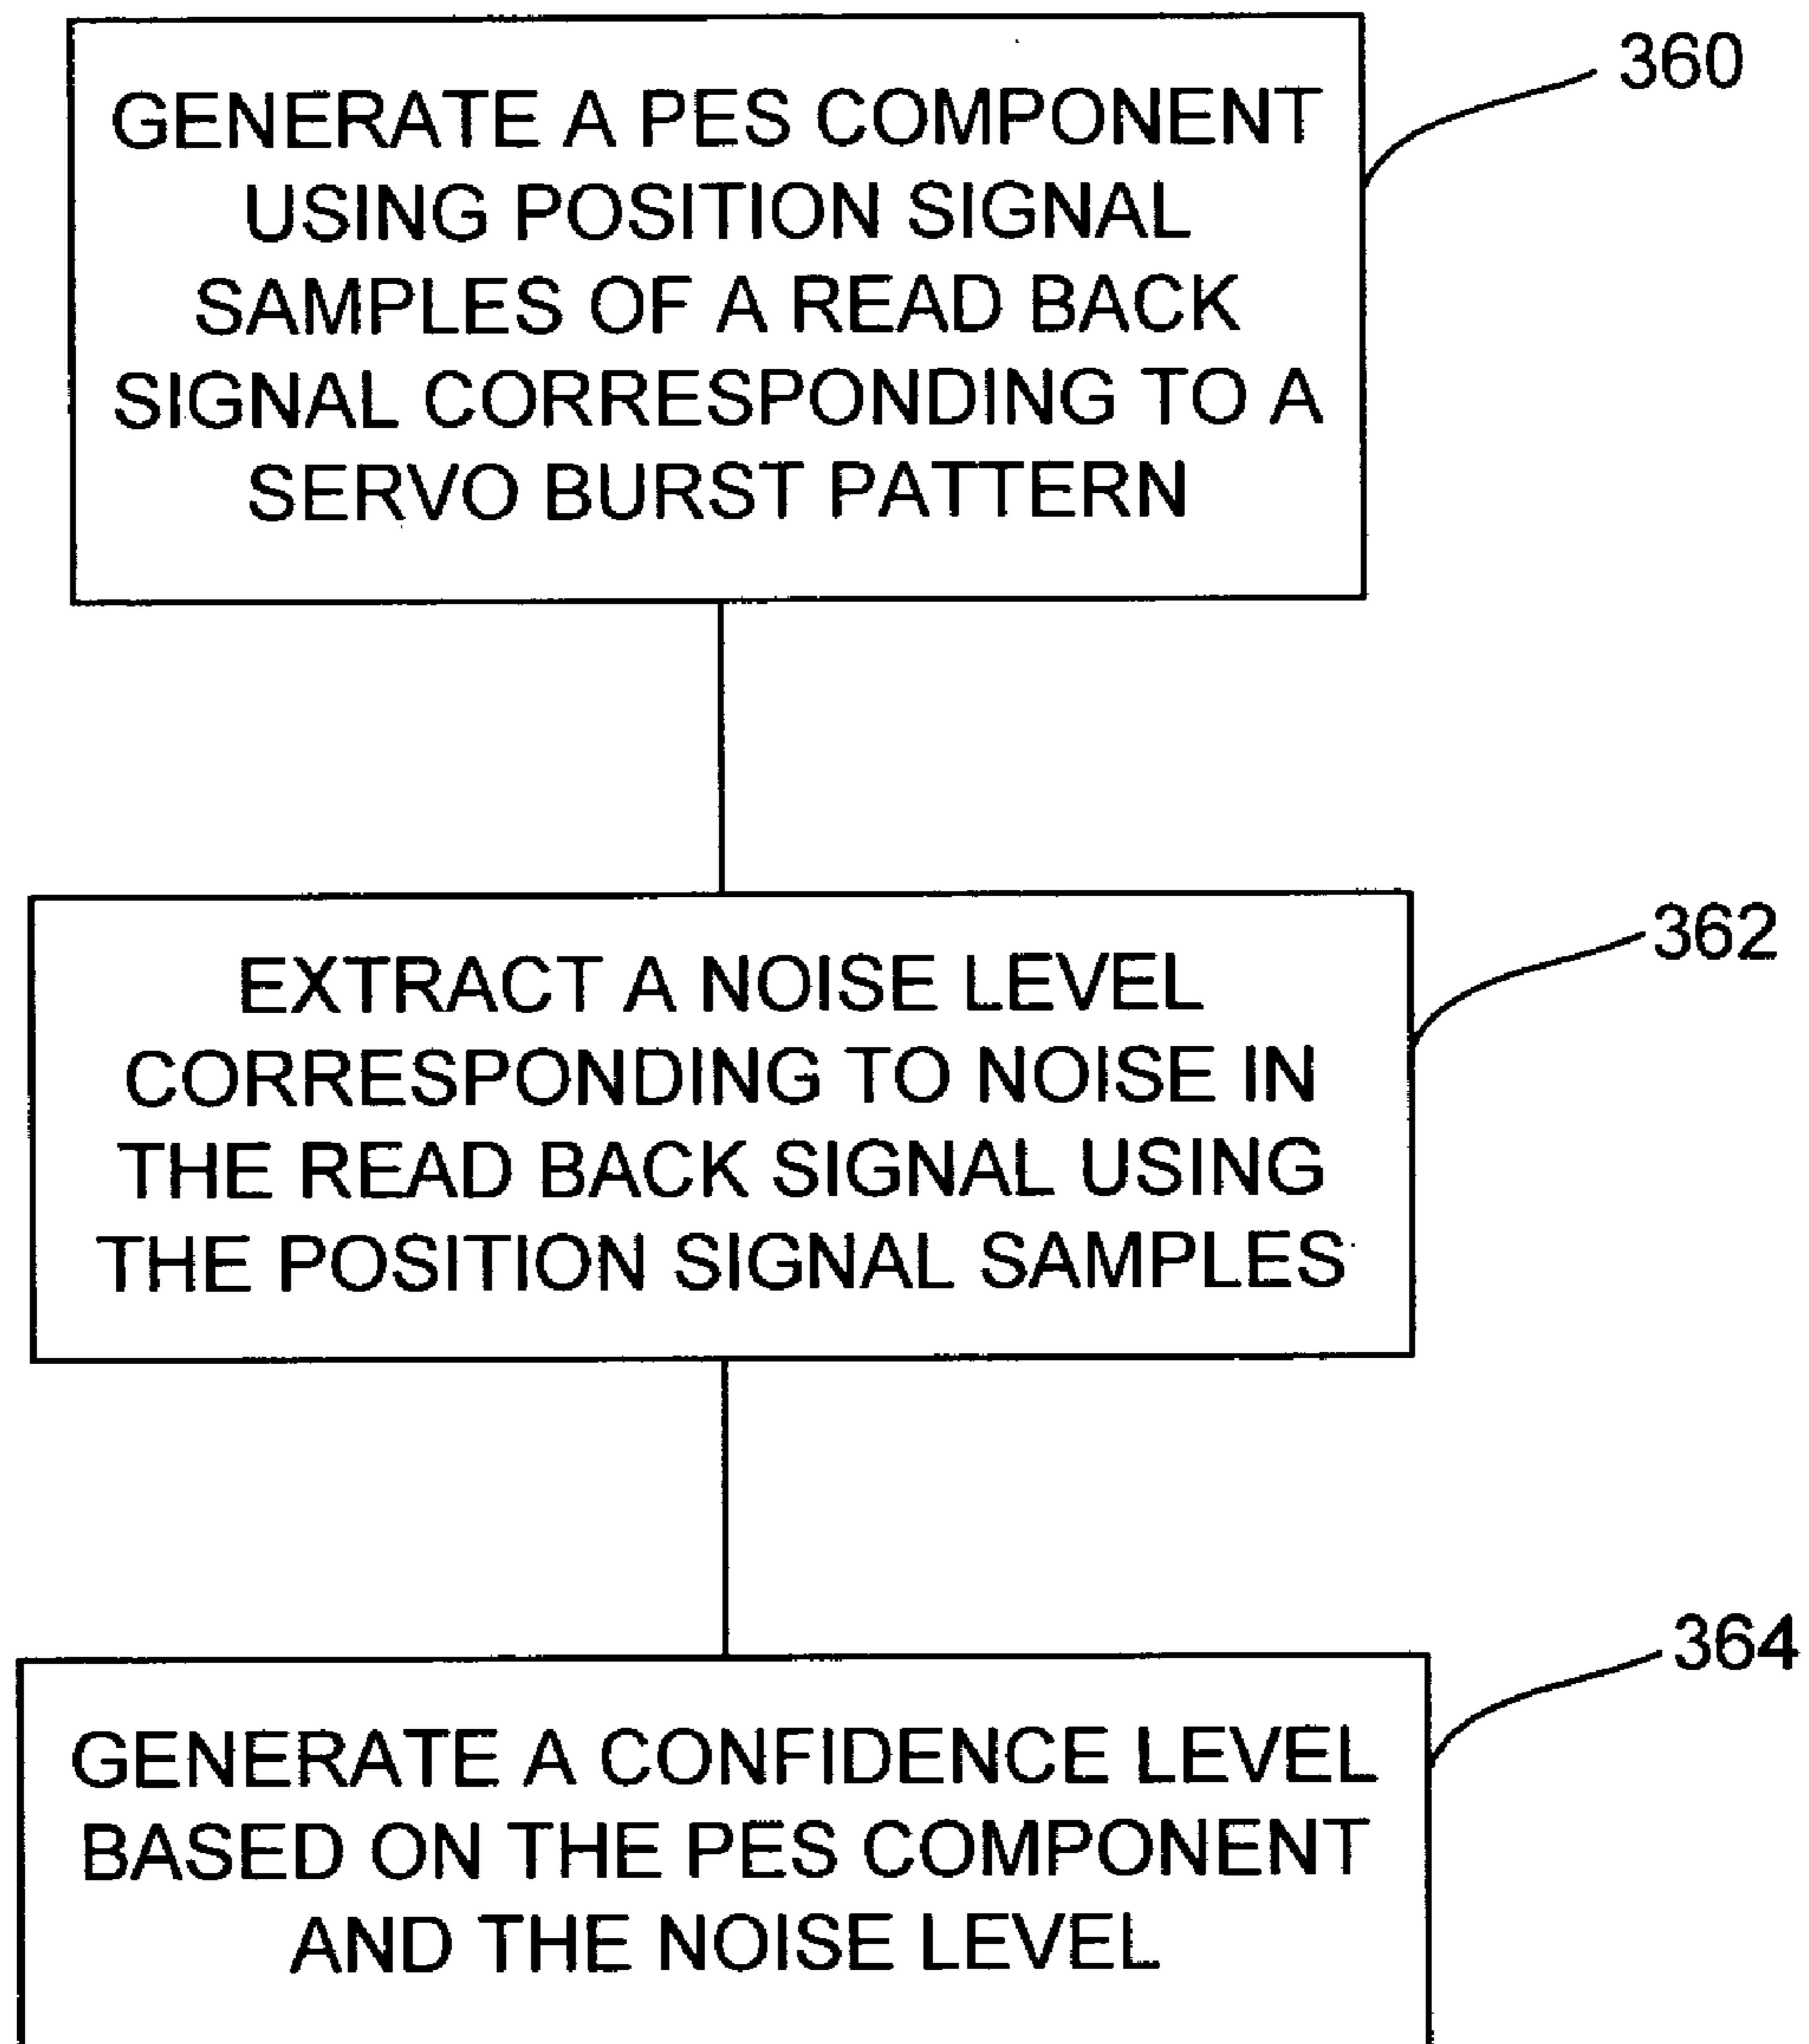 360
GENERATE A PES COMPONENT
USING POSITION SIGNAL
SAMPLES OF A READ BACK
SIGNAL CORRESPONDING TO A
SERVO BURST PATTERN
362
EXTRACT A NOISE LEVEL
CORRESPONDING TO NOISE IN
THE READ BACK SIGNAL USING
THE POSITION SIGNAL SAMPLES
364
GENERATE A CONFIDENCE LEVEL
BASED ON THE PES COMPONENT
AND THE NOISE LEVEL